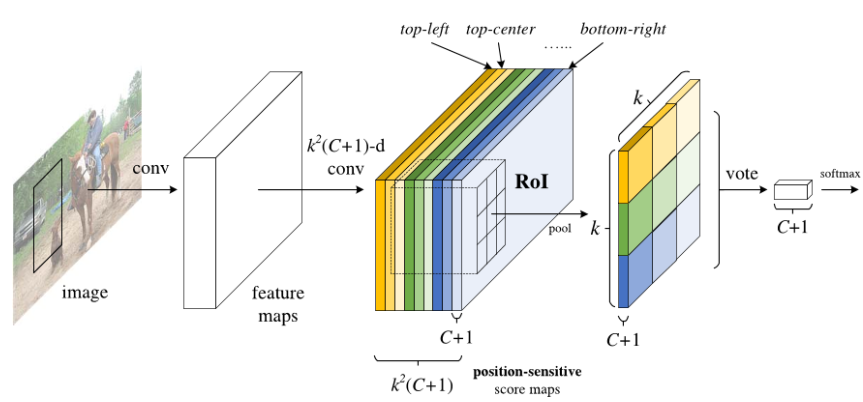 top-left top-center ...... bottom-right
k
k²(C+1)-d
conv
conv
RoI
vote
softmax
pool
k
C+1
image
feature
maps
C+1
C+1
k²(C+1)
position-sensitive
score maps